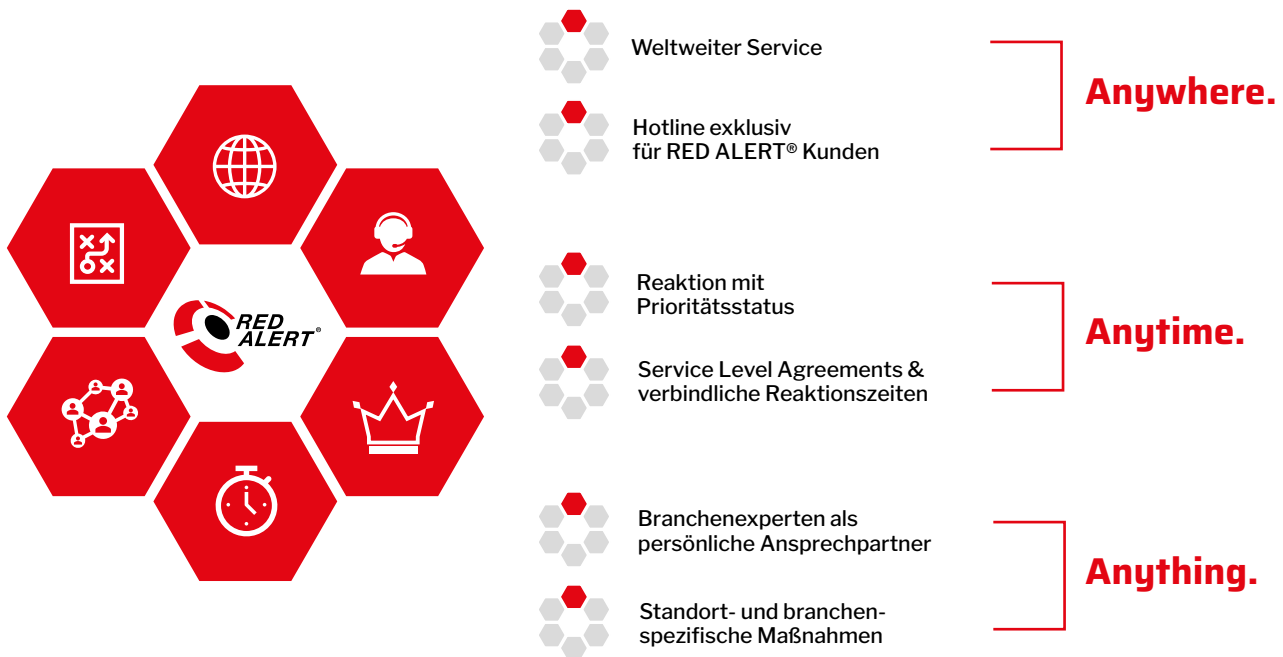 RED
ALERT®
Weltweiter Service
Hotline exklusiv
für RED ALERT® Kunden
Anywhere.
Reaktion mit
Prioritätsstatus
Service Level Agreements &
verbindliche Reaktionszeiten
Anytime.
Branchenexperten als
persönliche Ansprechpartner
Standort- und branchen-
spezifische Maßnahmen
Anything.